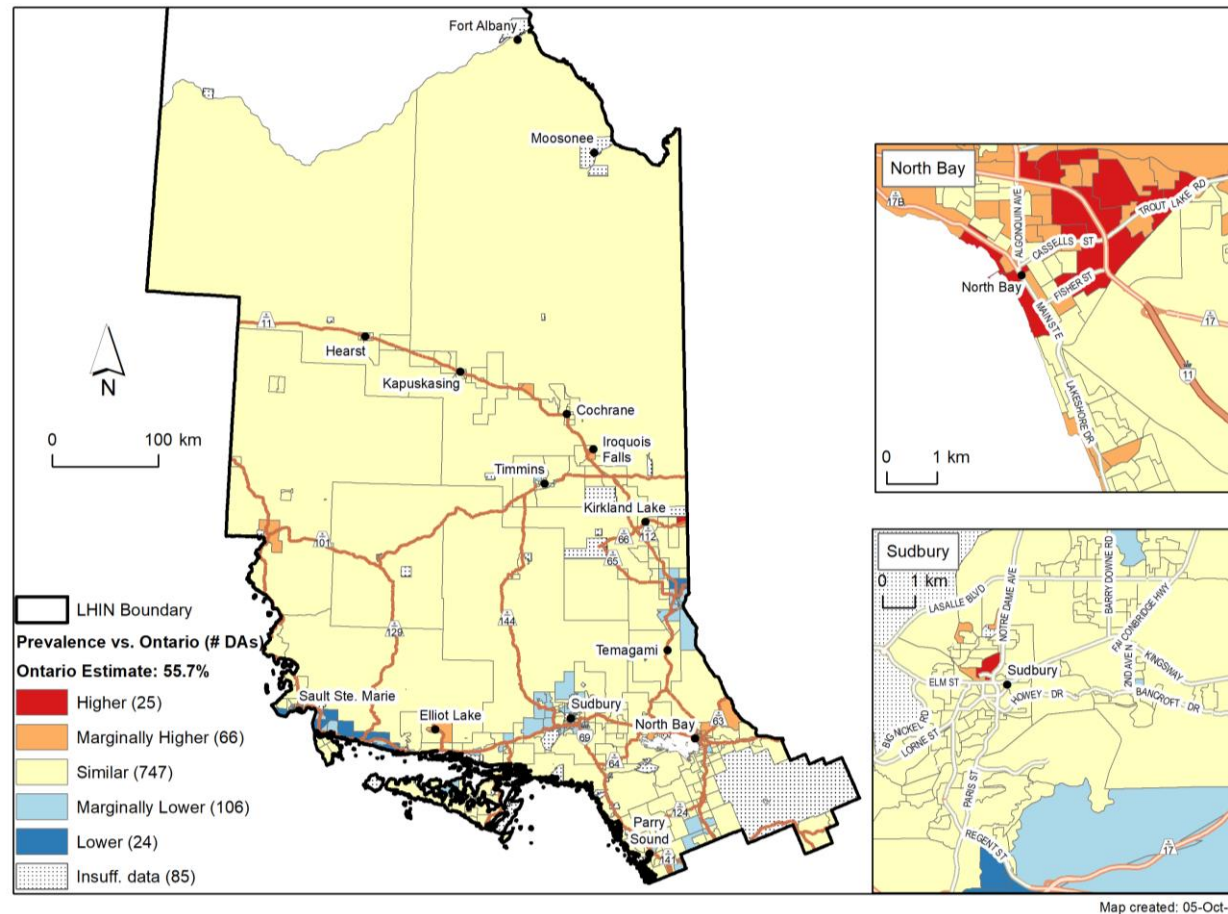 Fort Albany
Moosonee
11
Hearst
Kapuskasing
Cochrane
Iroquois
Falls
Timmins
Kirkland Lake
101
66
112
65
129
144
Temagami
Sault Ste. Marie
Elliot Lake
Sudbury
North Bay
63
69
64
124
Parry
Sound
141
N
0 100 km
LHIN Boundary
Prevalence vs. Ontario (# DAs)
Ontario Estimate: 55.7%
Higher (25)
Marginally Higher (66)
Similar (747)
Marginally Lower (106)
Lower (24)
Insuff. data (85)
North Bay
17B
ALGONQUIN AVE
TROUT LAKE RD
CASSELLS ST
North Bay
FISHER ST
MAIN ST E
17
11
LAKESHORE DR
0 1 km
Sudbury
0 1 km
LASALLE BLVD
NOTRE DAME AVE
BARRY DOWNE RD
FALCONBRIDGE HWY
KINGSWAY
2ND AVE N
Sudbury
ELM ST
HOWEY DR
BANCROFT DR
BIG NICKEL RD
LORNE ST
PARIS ST
REGENT ST
17
Map created: 05-Oct-